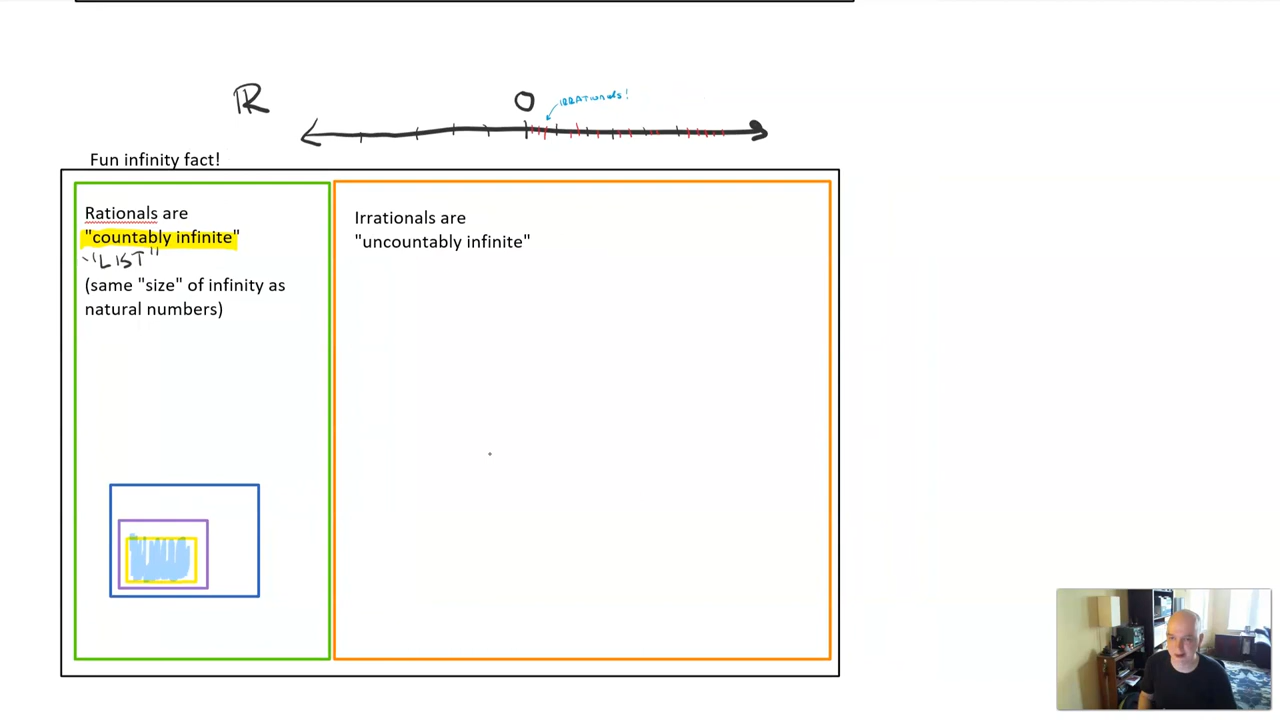 ℝ
0
IRRATIONALS!
Fun infinity fact!
Rationals are
"countably infinite"
"LIST"
(same "size" of infinity as
natural numbers)
Irrationals are
"uncountably infinite"